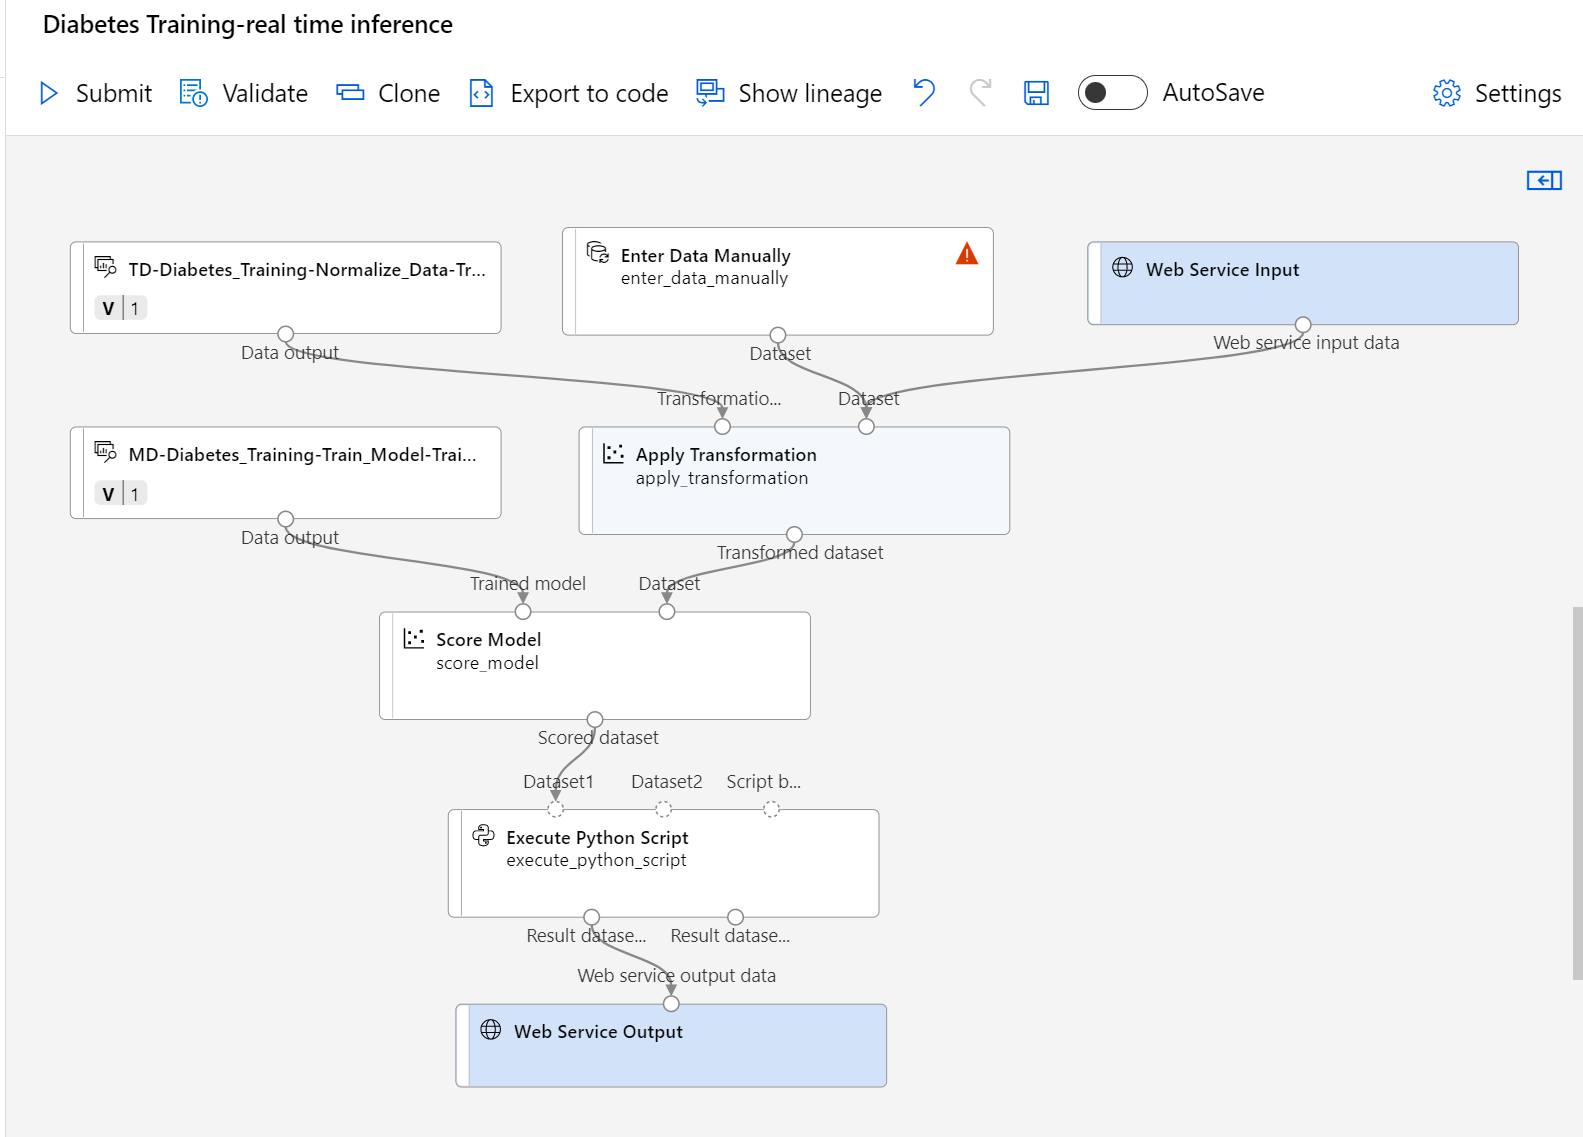 Diabetes Training-real time inference
Submit
Validate
Clone
Export to code
Show lineage
AutoSave
Settings
TD-Diabetes_Training-Normalize_Data-Tr...
V 1
Data output
Enter Data Manually
enter_data_manually
Dataset
Web Service Input
Web service input data
Transformatio...
Dataset
MD-Diabetes_Training-Train_Model-Trai...
V 1
Data output
Apply Transformation
apply_transformation
Transformed dataset
Trained model
Dataset
Score Model
score_model
Scored dataset
Dataset1
Dataset2
Script b...
Execute Python Script
execute_python_script
Result datase...
Result datase...
Web service output data
Web Service Output